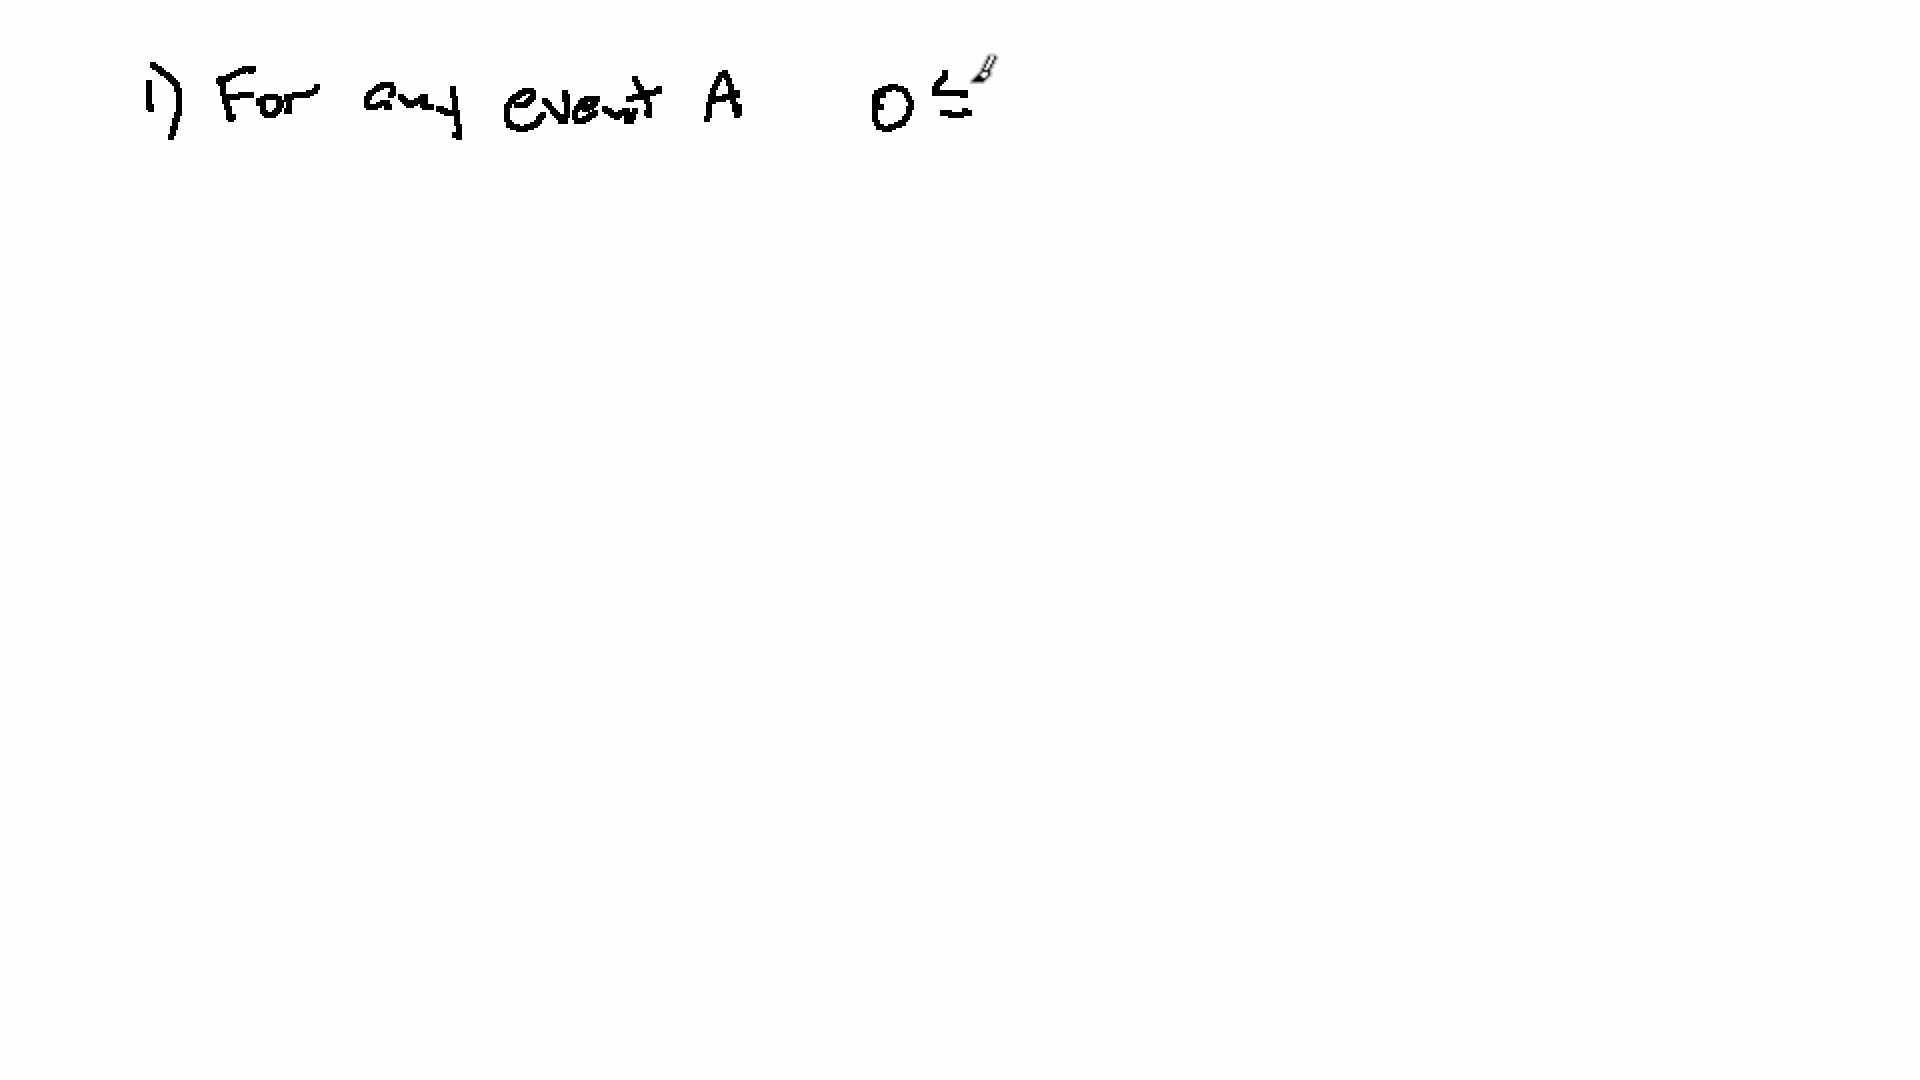 1) For any event A 0 ≤